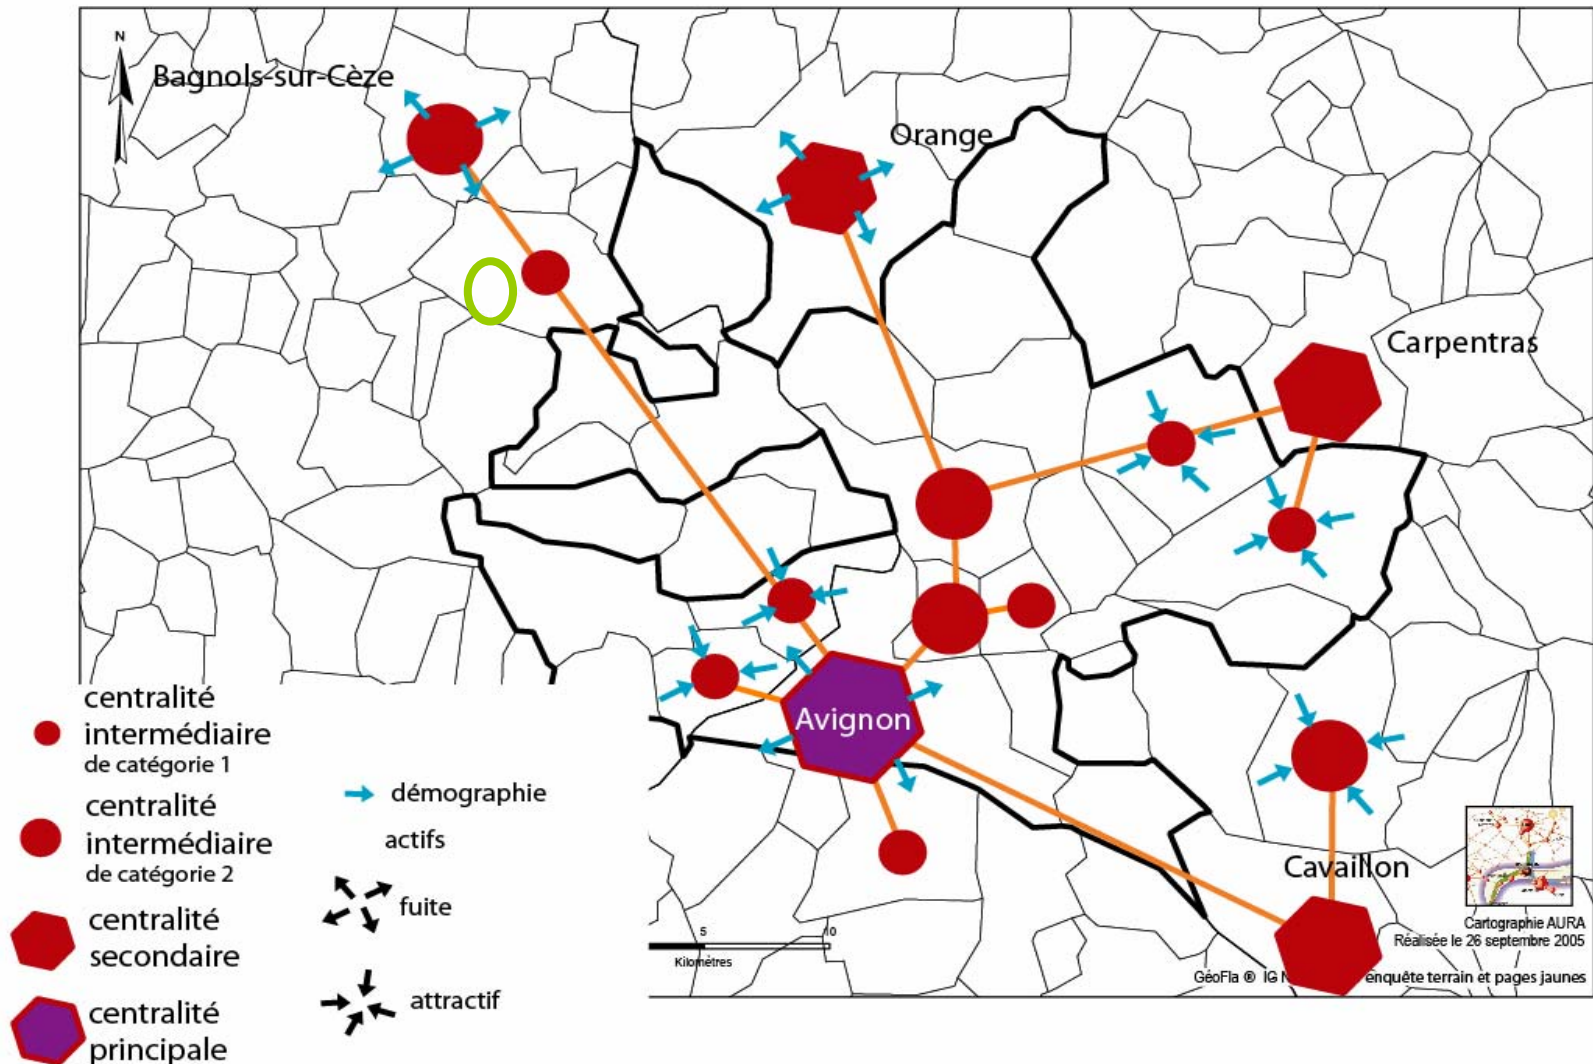 N
Bagnols-sur-Cèze
Orange
Carpentras
Avignon
Cavaillon
centralité
intermédiaire
de catégorie 1
centralité
intermédiaire
de catégorie 2
centralité
secondaire
centralité
principale
démographie
actifs
fuite
attractif
5 10
Kilomètres
Cartographie AURA
Réalisée le 26 septembre 2005
GéoFla ® IG enquête terrain et pages jaunes